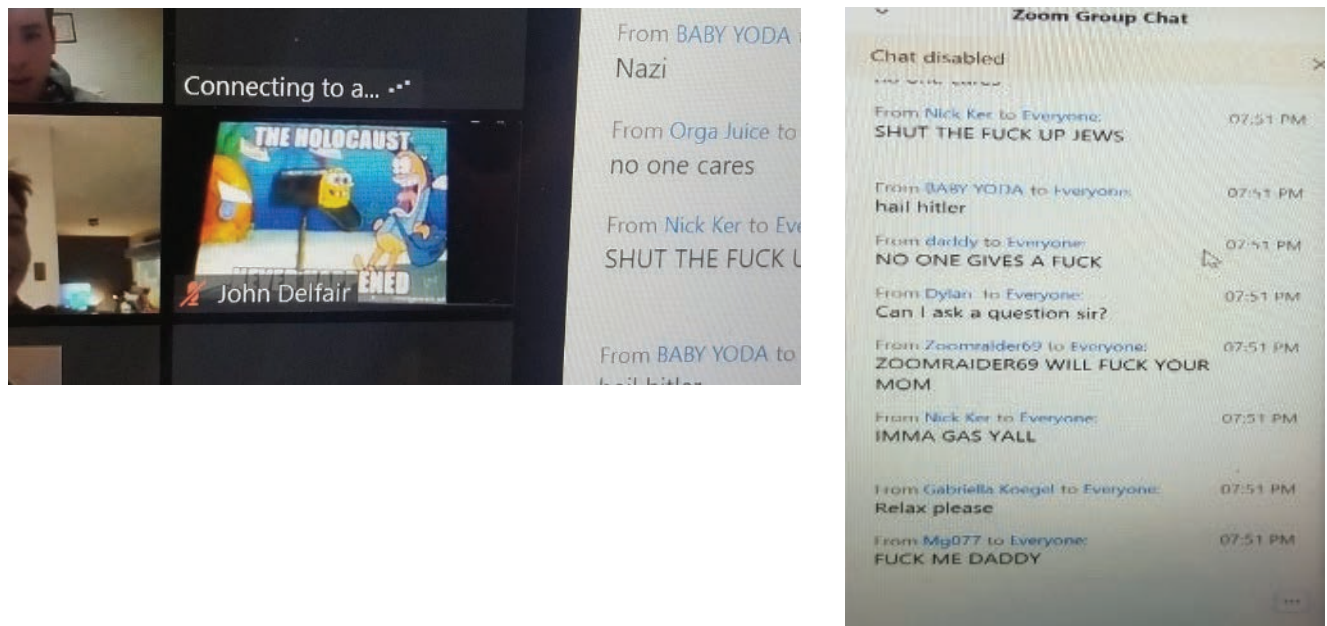 Connecting to a...
THE HOLOCAUST
ENED
John Delfair
From BABY YODA
Nazi
From Orga Juice to
no one cares
From Nick Ker to Eve
SHUT THE FUCK U
From BABY YODA to
hail hitler
Zoom Group Chat
Chat disabled
no one cares
From Nick Ker to Everyone: 07:51 PM
SHUT THE FUCK UP JEWS
From BABY YODA to Everyone: 07:51 PM
hail hitler
From daddy to Everyone: 07:51 PM
NO ONE GIVES A FUCK
From Dylan to Everyone: 07:51 PM
Can I ask a question sir?
From Zoomraider69 to Everyone: 07:51 PM
ZOOMRAIDER69 WILL FUCK YOUR
MOM
From Nick Ker to Everyone: 07:51 PM
IMMA GAS YALL
From Gabriella Koegel to Everyone: 07:51 PM
Relax please
From Mg077 to Everyone: 07:51 PM
FUCK ME DADDY